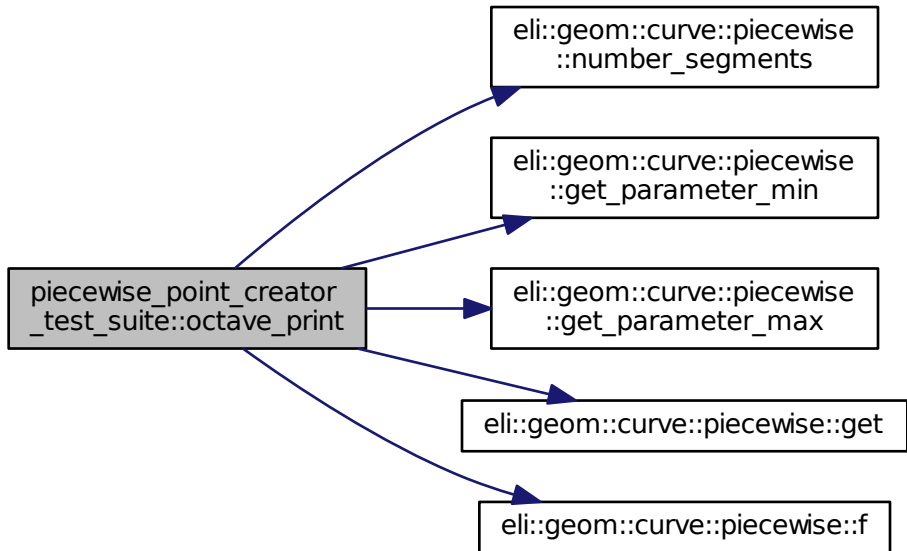 eli::geom::curve::piecewise
::number_segments
eli::geom::curve::piecewise
::get_parameter_min
piecewise_point_creator
_test_suite::octave_print
eli::geom::curve::piecewise
::get_parameter_max
eli::geom::curve::piecewise::get
eli::geom::curve::piecewise::f